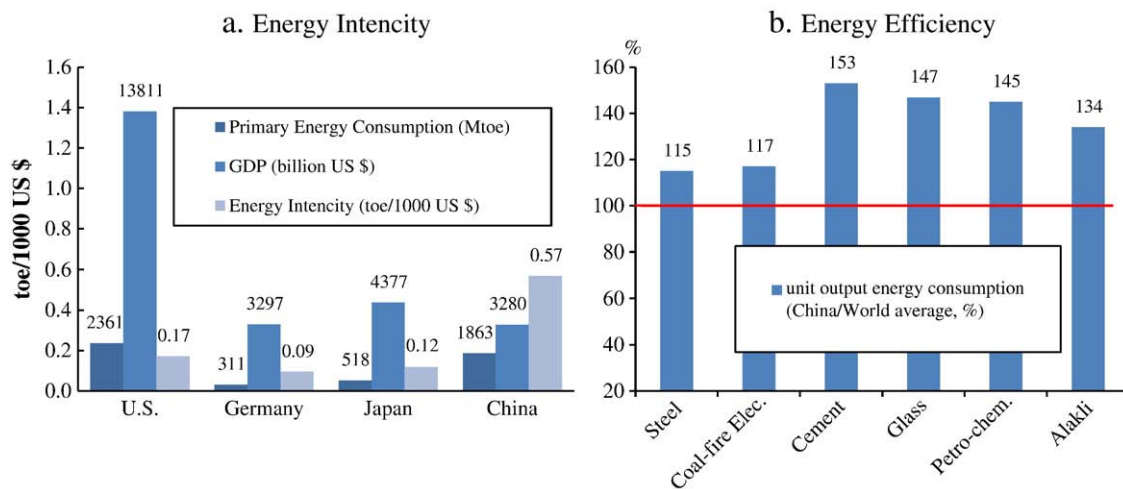 a. Energy Intencity
toe/1000 US $
1.6
1.4
1.2
1.0
0.8
0.6
0.4
0.2
0.0
Primary Energy Consumption (Mtoe)
GDP (billion US $)
Energy Intencity (toe/1000 US $)
2361
13811
0.17
311
3297
0.09
518
4377
0.12
1863
3280
0.57
U.S.
Germany
Japan
China
b. Energy Efficiency
%
160
140
120
100
80
60
40
20
115
117
153
147
145
134
unit output energy consumption
(China/World average, %)
Steel
Coal-fire Elec.
Cement
Glass
Petro-chem.
Alakli